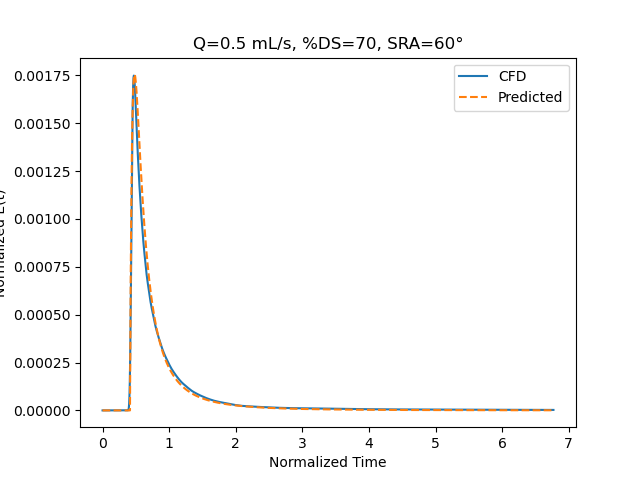 Q=0.5 mL/s, %DS=70, SRA=60°
CFD
Predicted
0.00175
0.00150
0.00125
0.00100
0.00075
0.00050
0.00025
0.00000
Normalized E(t)
0 1 2 3 4 5 6 7
Normalized Time